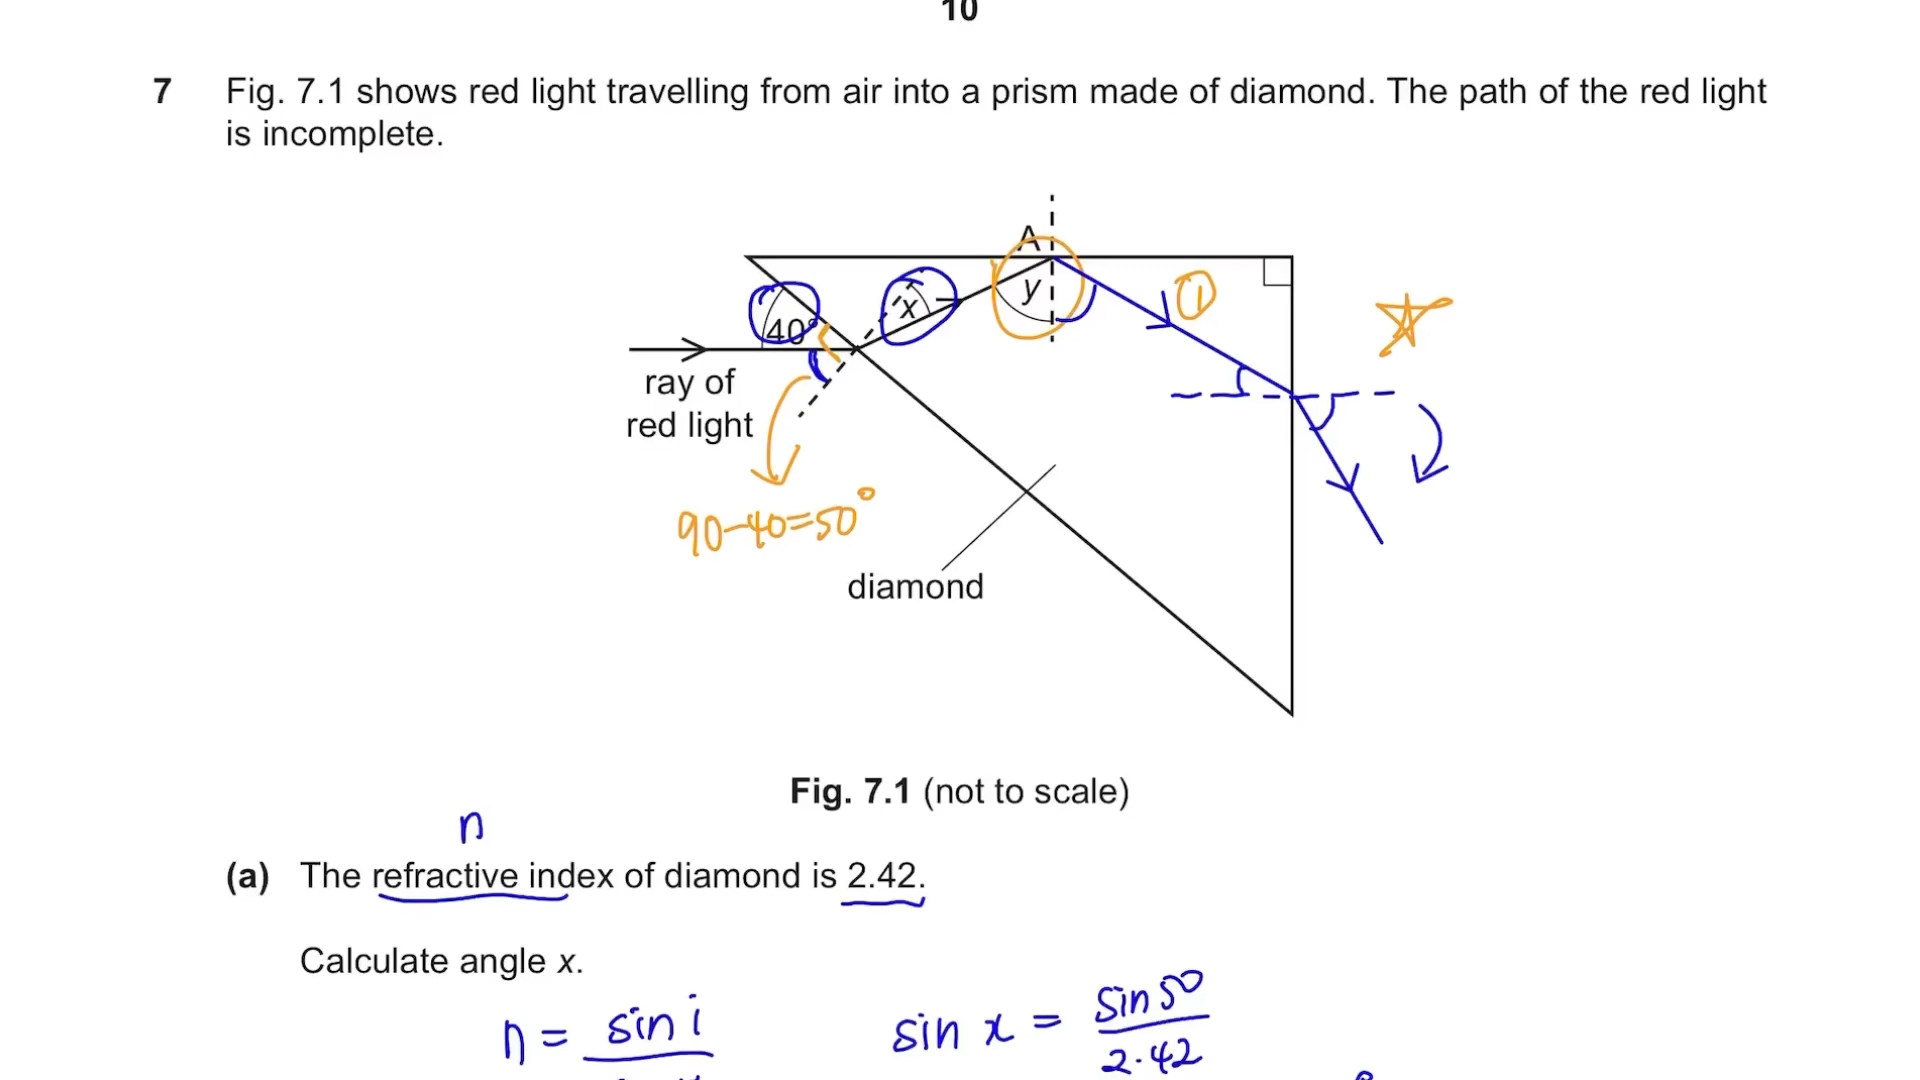 10
7 Fig. 7.1 shows red light travelling from air into a prism made of diamond. The path of the red light
is incomplete.
A
y
①
x
40°
ray of
red light
90-40=50°
diamond
Fig. 7.1 (not to scale)
n
(a) The refractive index of diamond is 2.42.
Calculate angle x.
n = sin i
sin x = sin 50
2.42